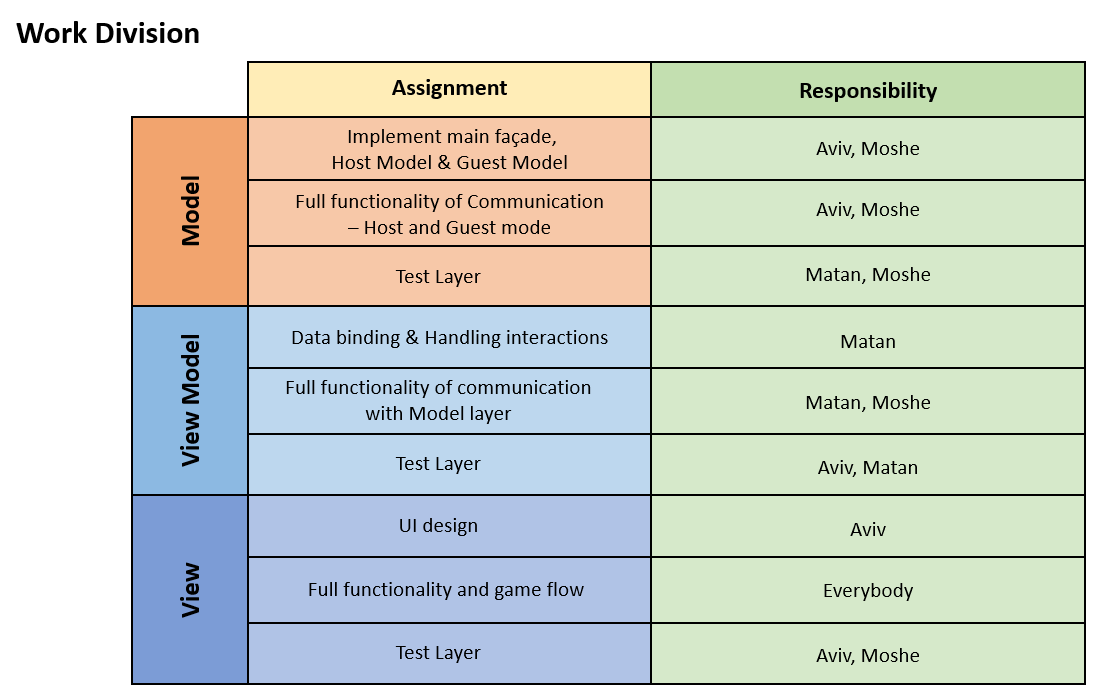 Work Division
Assignment
Responsibility
Model
Implement main façade,
Host Model & Guest Model
Aviv, Moshe
Full functionality of Communication
– Host and Guest mode
Aviv, Moshe
Test Layer
Matan, Moshe
View Model
Data binding & Handling interactions
Matan
Full functionality of communication
with Model layer
Matan, Moshe
Test Layer
Aviv, Matan
View
UI design
Aviv
Full functionality and game flow
Everybody
Test Layer
Aviv, Moshe